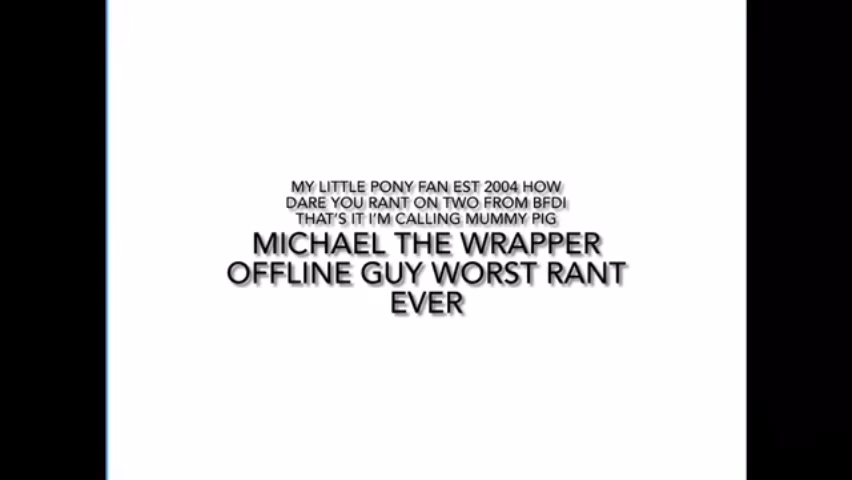 MY LITTLE PONY FAN EST 2004 HOW
DARE YOU RANT ON TWO FROM BFDI
THAT'S IT I'M CALLING MUMMY PIG
MICHAEL THE WRAPPER
OFFLINE GUY WORST RANT
EVER